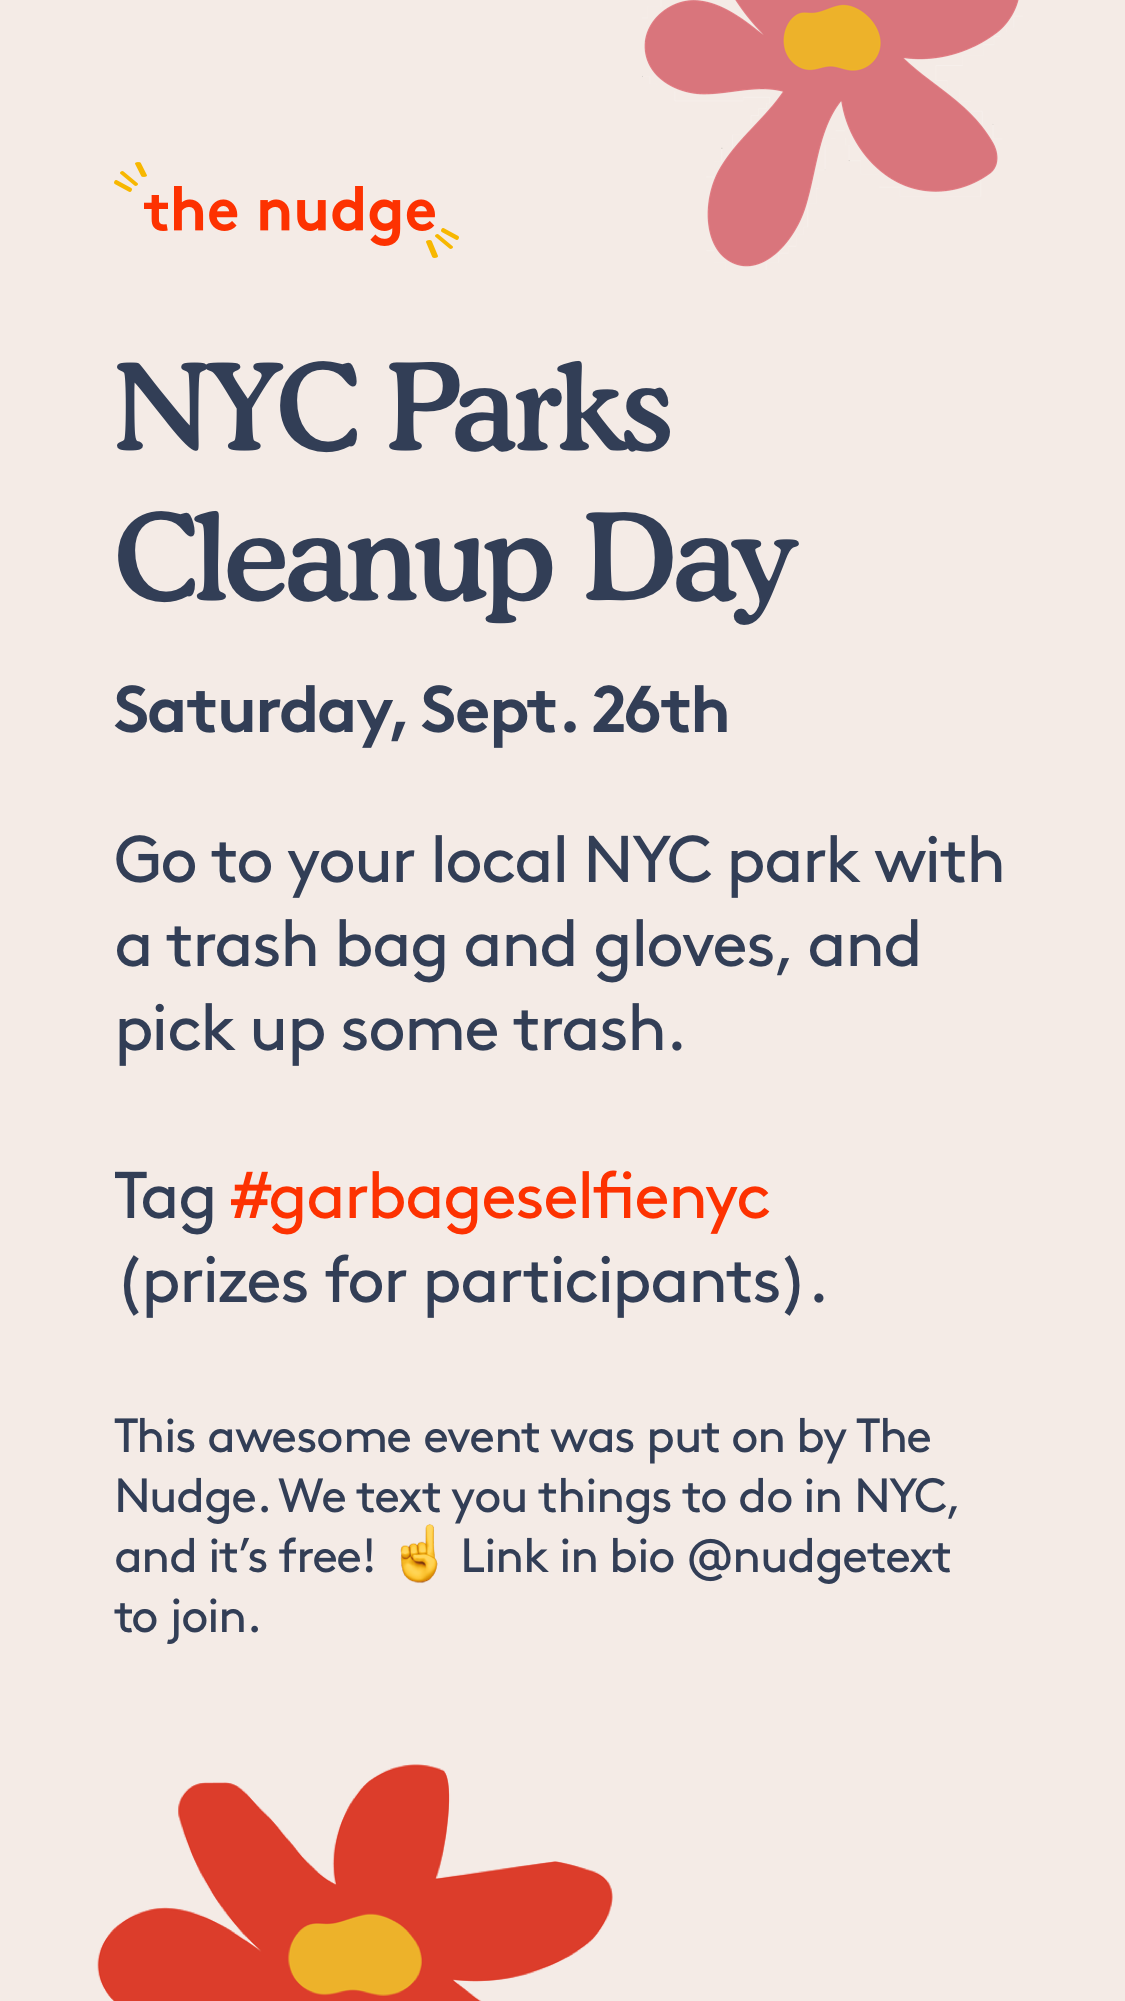 the nudge
NYC Parks
Cleanup Day
Saturday, Sept. 26th
Go to your local NYC park with
a trash bag and gloves, and
pick up some trash.
Tag #garbageselfienyc
(prizes for participants).
This awesome event was put on by The
Nudge. We text you things to do in NYC,
and it’s free! ☝️ Link in bio @nudgetext
to join.